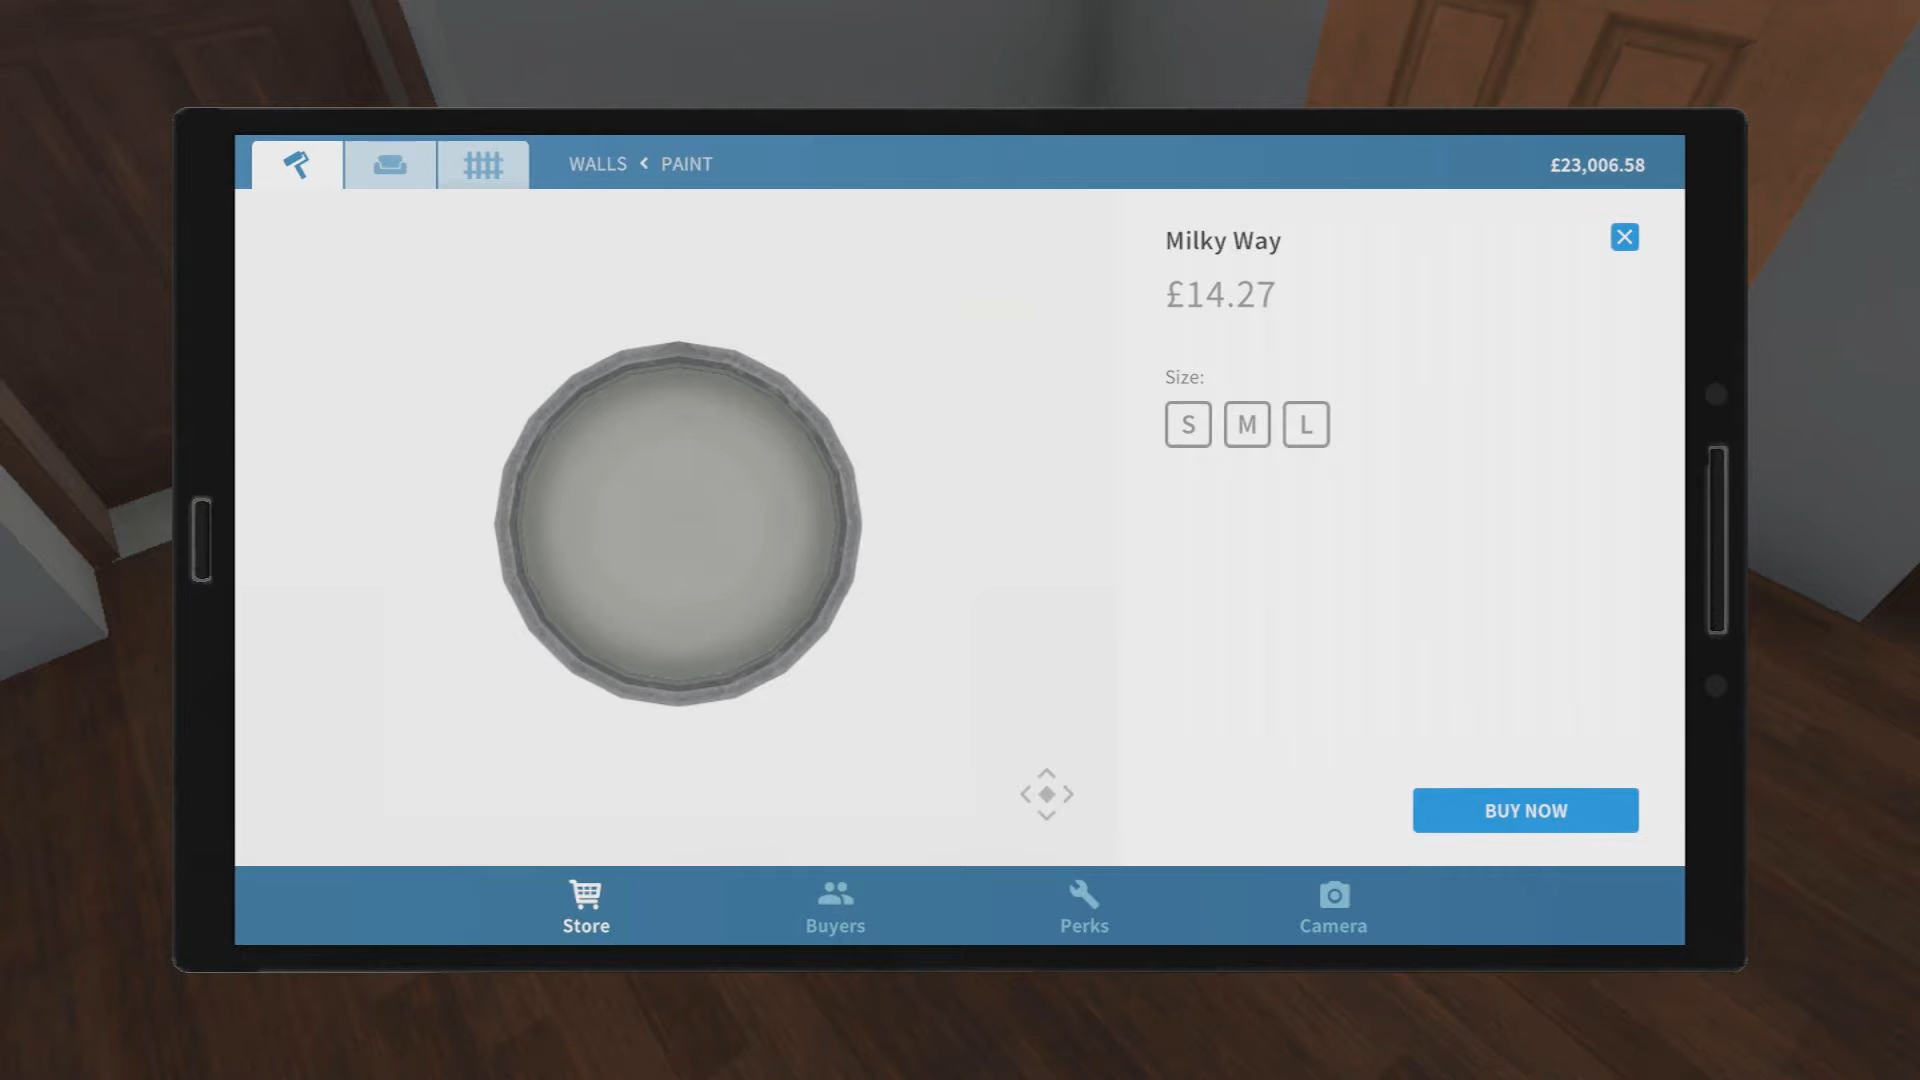 WALLS < PAINT
£23,006.58
Milky Way
£14.27
Size:
S M L
BUY NOW
Store
Buyers
Perks
Camera